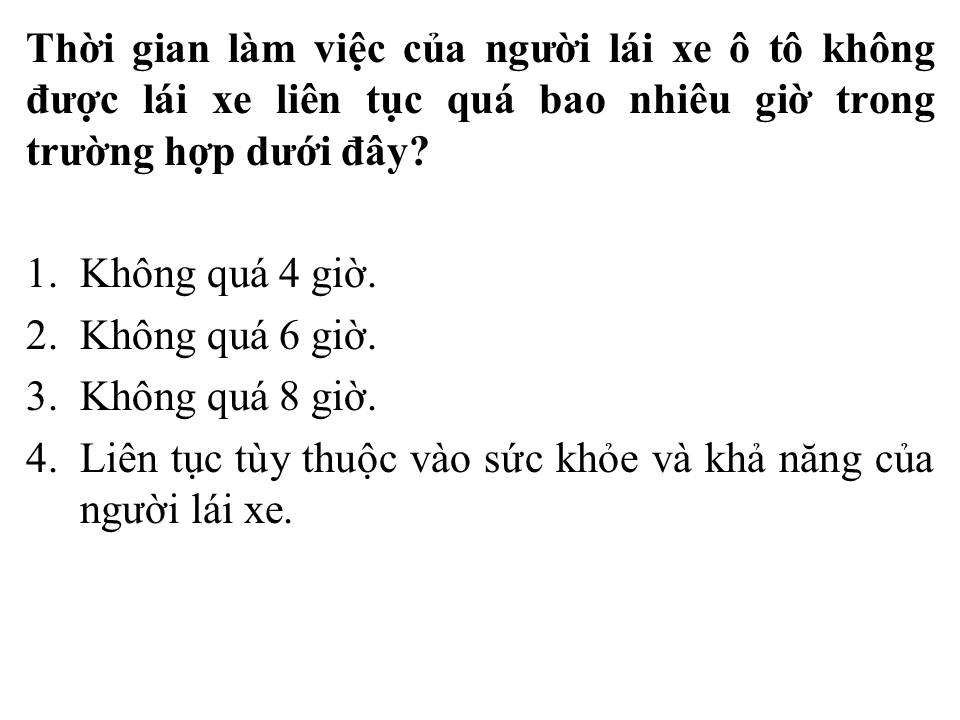 Thời gian làm việc của người lái xe ô tô không
được lái xe liên tục quá bao nhiêu giờ trong
trường hợp dưới đây?
1. Không quá 4 giờ.
2. Không quá 6 giờ.
3. Không quá 8 giờ.
4. Liên tục tùy thuộc vào sức khỏe và khả năng của
người lái xe.